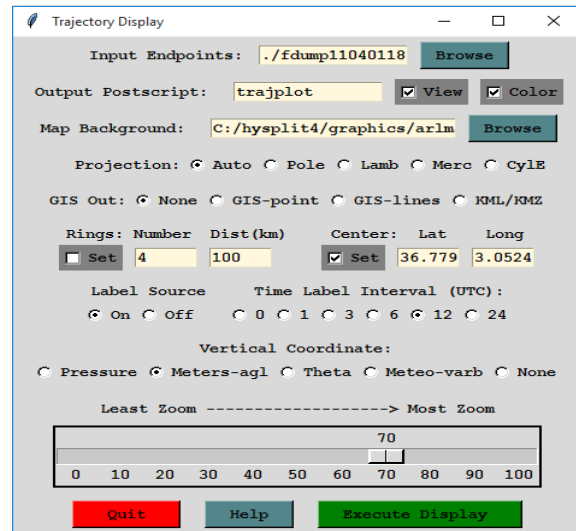 Trajectory Display
Input Endpoints: ./fdump11040118 Browse
Output Postscript: trajplot View Color
Map Background: C:/hysplit4/graphics/arlm Browse
Projection: Auto Pole Lamb Merc CylE
GIS Out: None GIS-point GIS-lines KML/KMZ
Rings: Number Dist(km) Center: Lat Long
Set 4 100 Set 36.779 3.0524
Label Source Time Label Interval (UTC):
On Off 0 1 3 6 12 24
Vertical Coordinate:
Pressure Meters-agl Theta Meteo-varb None
Least Zoom --------------------> Most Zoom
70
0 10 20 30 40 50 60 70 80 90 100
Quit Help Execute Display